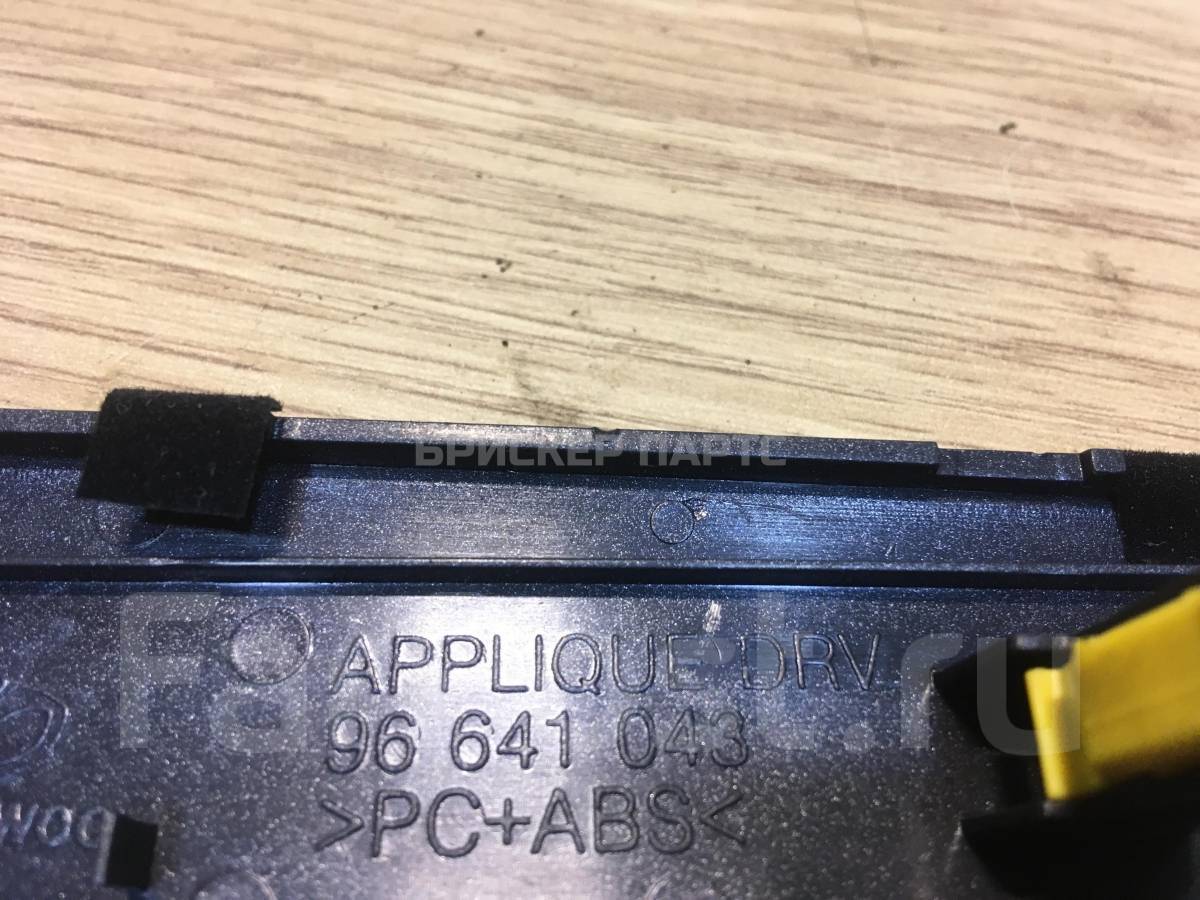 БРИСКЕР ПАРТС
APPLIQUE DRV
96 641 043
>PC+ABS<